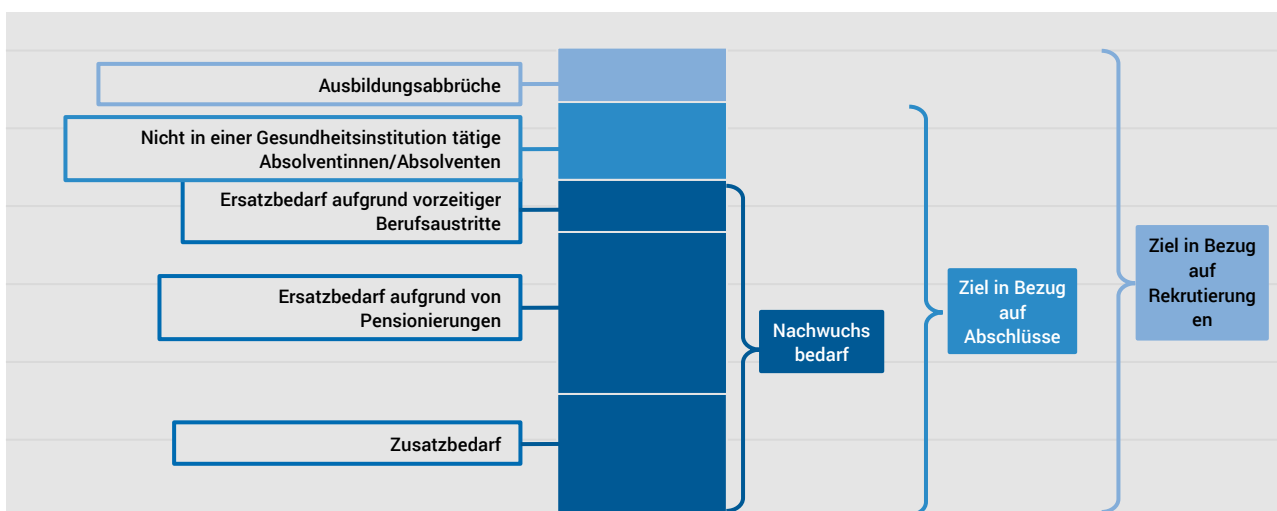 Ausbildungsabbrüche
Nicht in einer Gesundheitsinstitution tätige
Absolventinnen/Absolventen
Ersatzbedarf aufgrund vorzeitiger
Berufsaustritte
Ersatzbedarf aufgrund von
Pensionierungen
Zusatzbedarf
Nachwuchs
bedarf
Ziel in Bezug
auf
Abschlüsse
Ziel in Bezug
auf
Rekrutierung
en